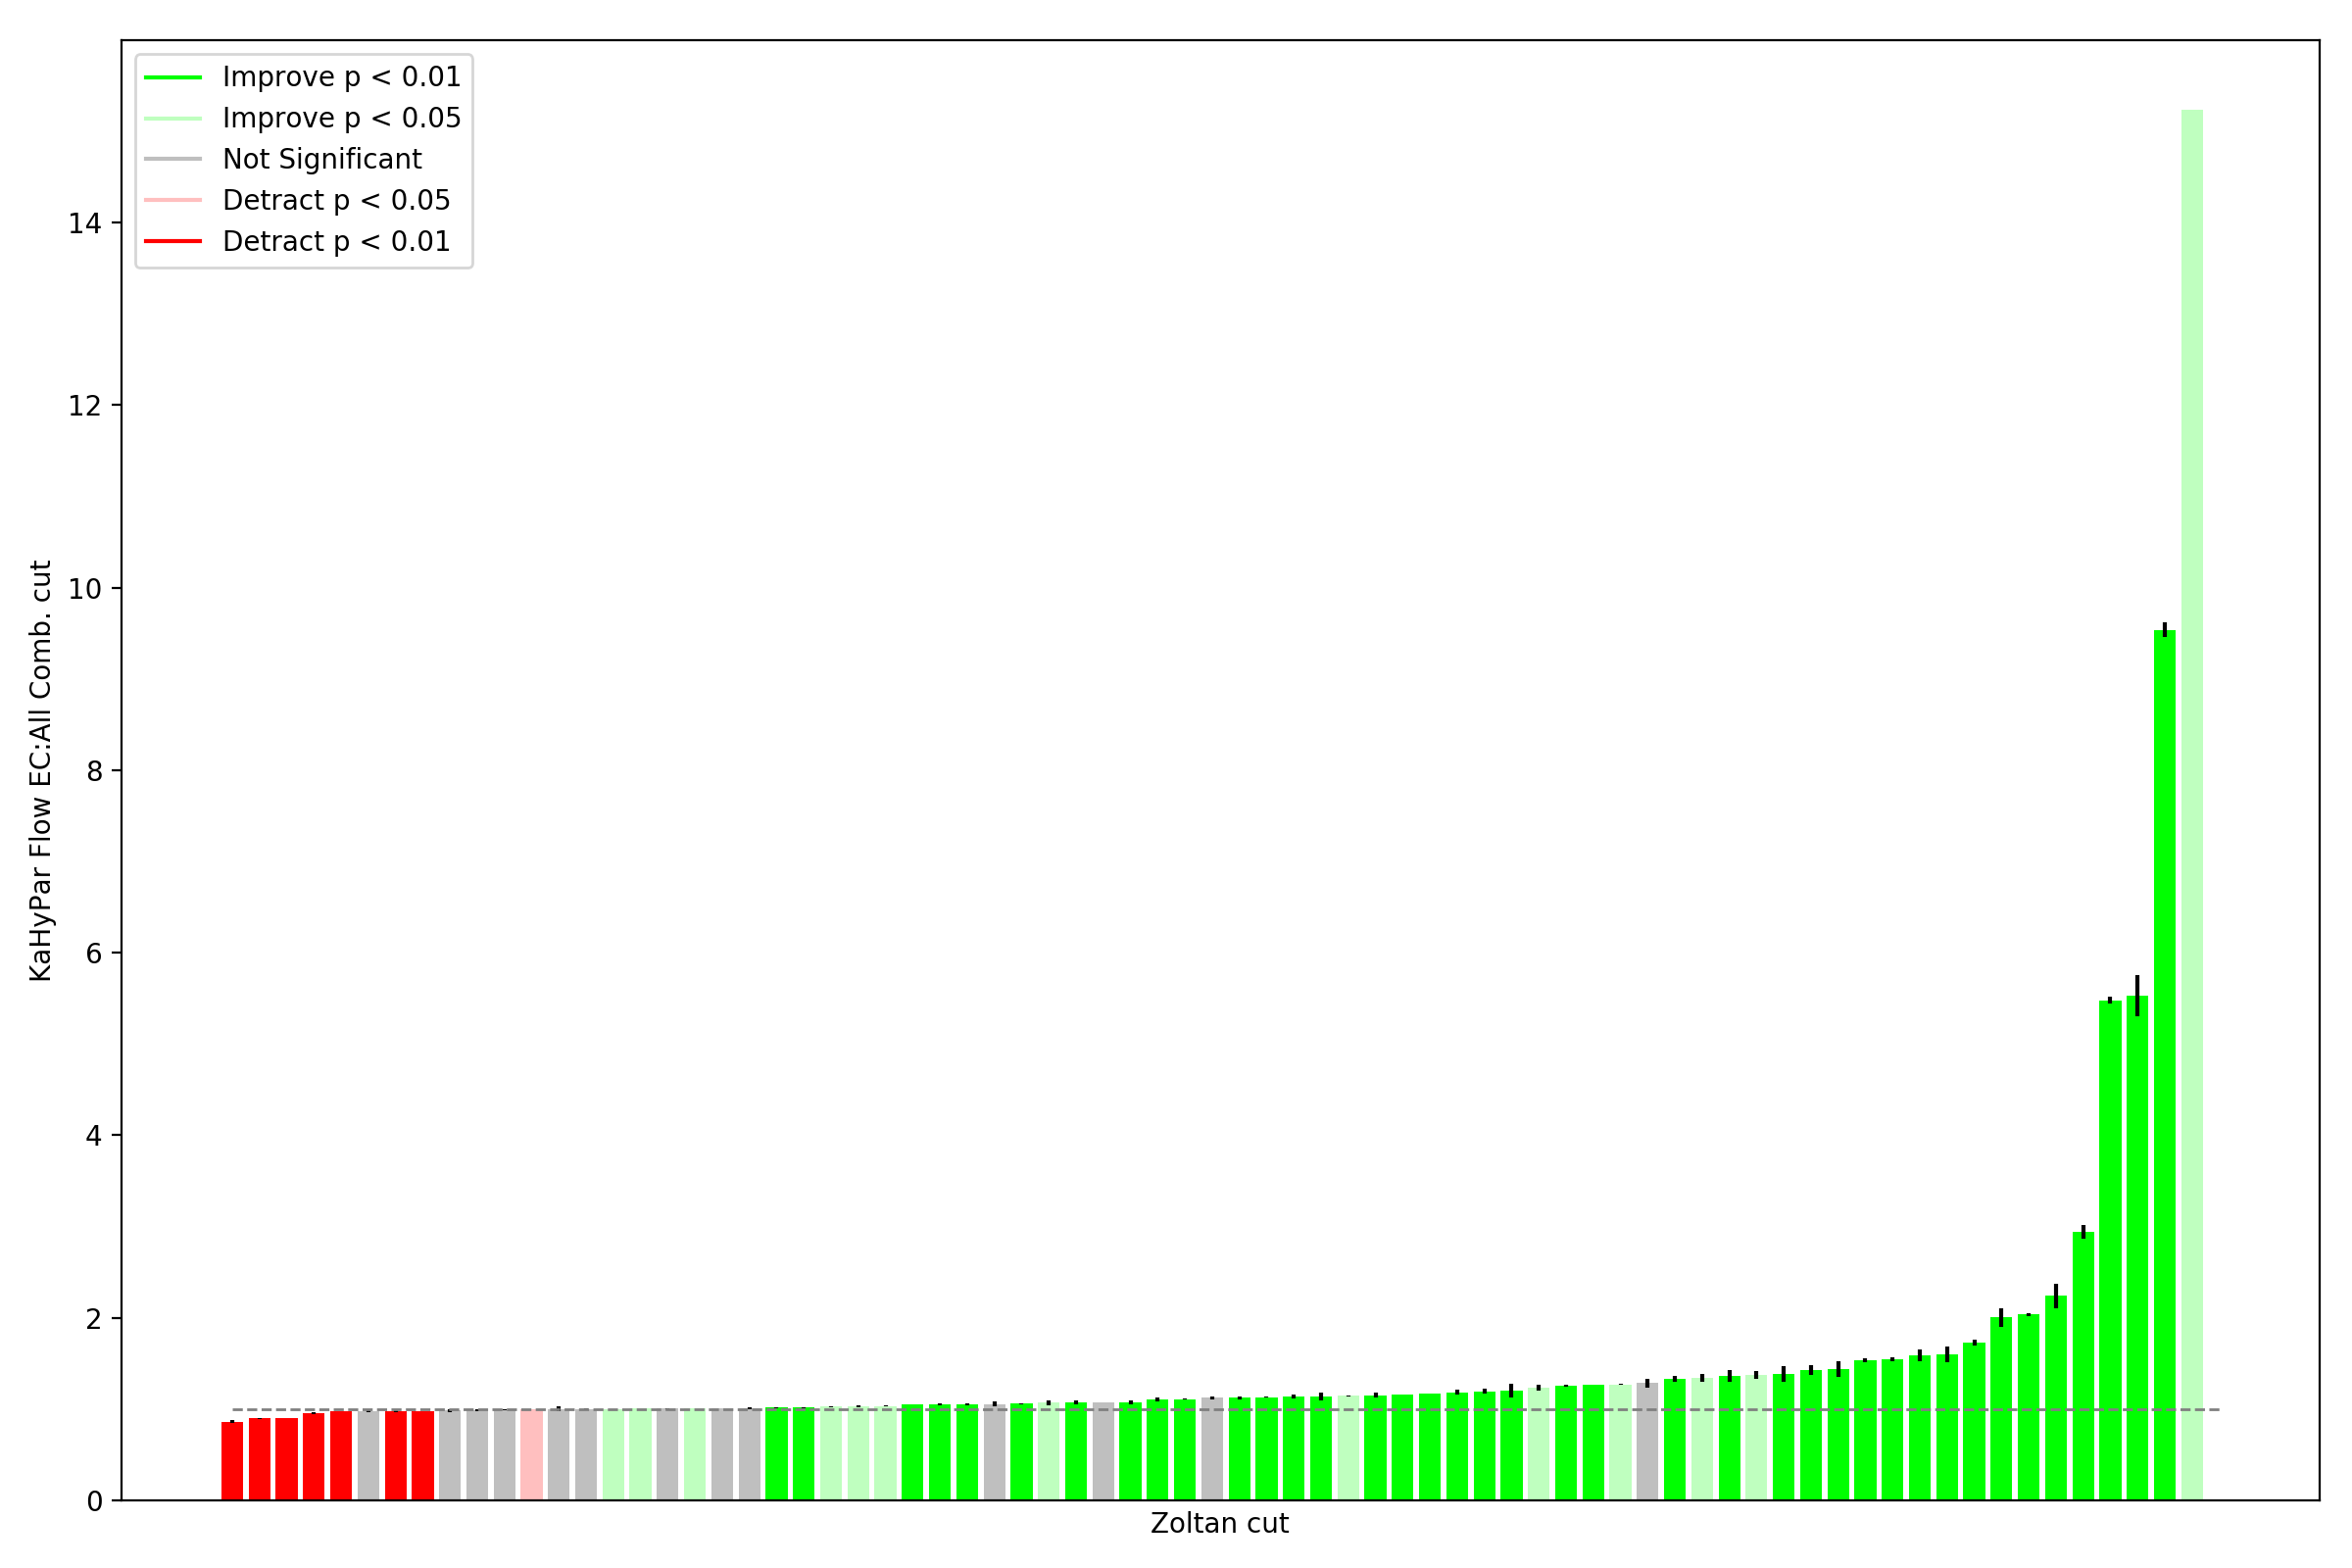 Improve p < 0.01
Improve p < 0.05
Not Significant
Detract p < 0.05
Detract p < 0.01
14
12
10
8
6
4
2
0
KaHyPar Flow EC:All Comb. cut
Zoltan cut